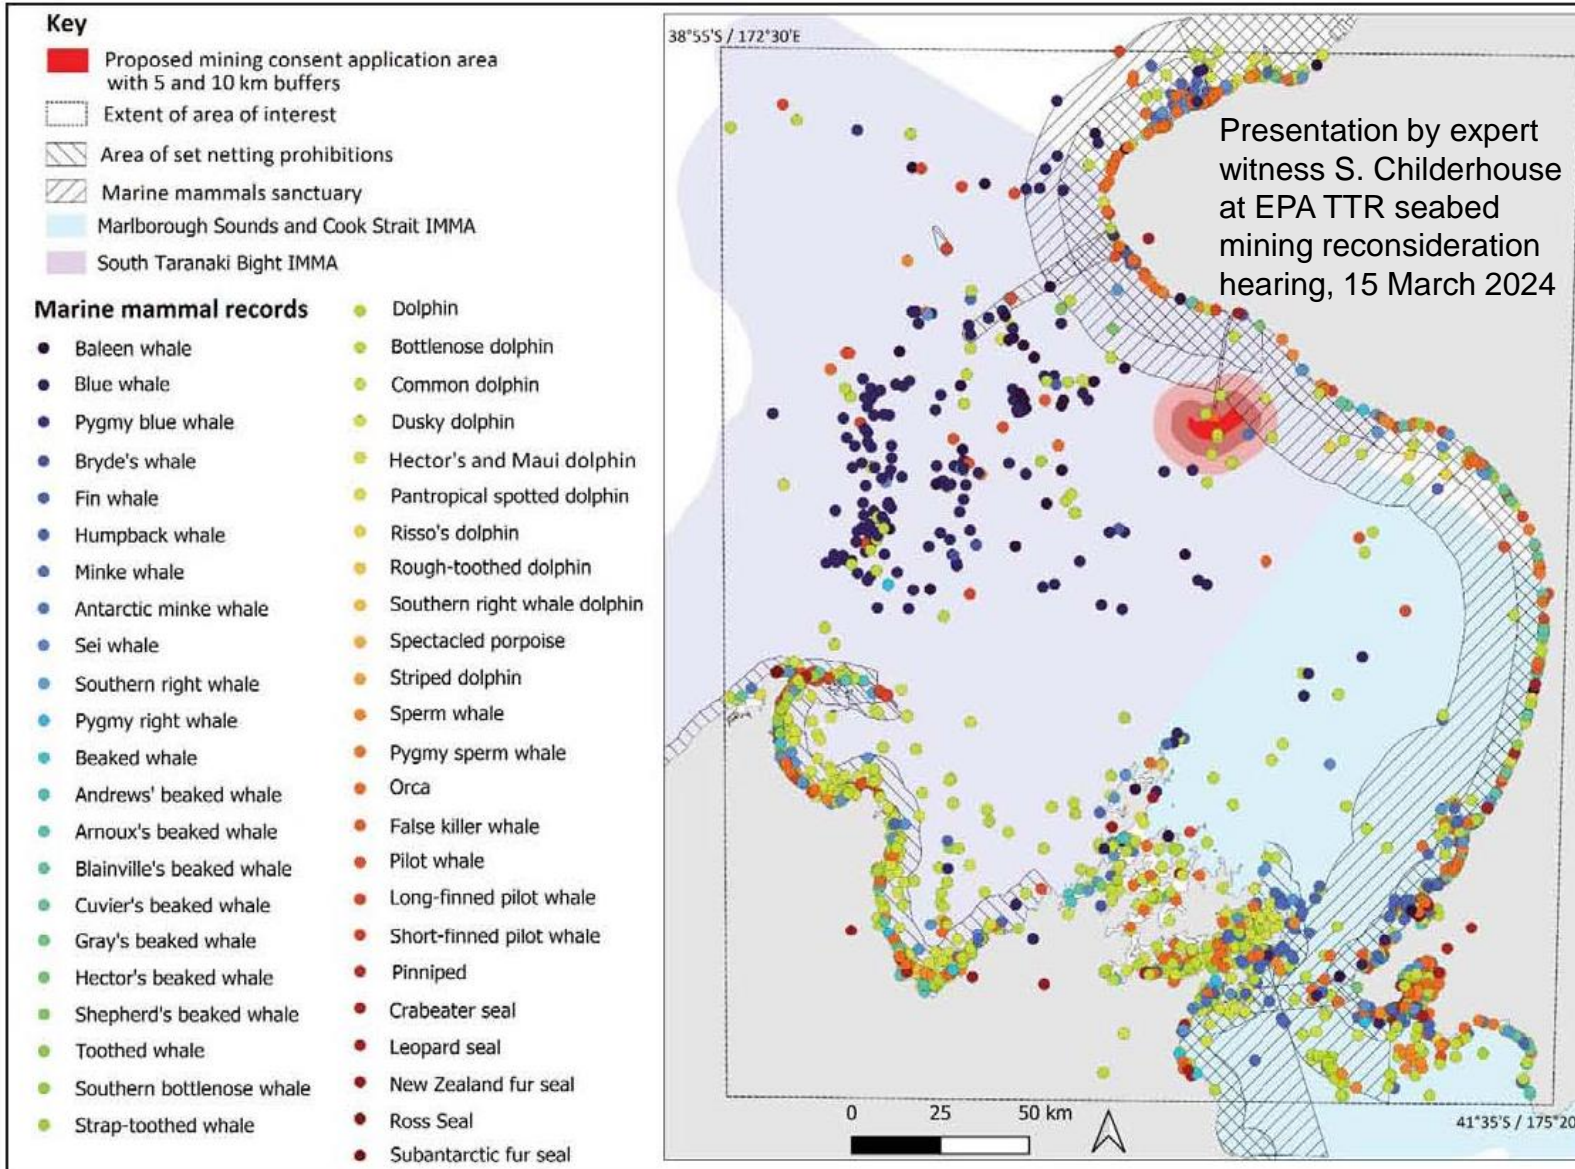 Key
Proposed mining consent application area
with 5 and 10 km buffers
Extent of area of interest
Area of set netting prohibitions
Marine mammals sanctuary
Marlborough Sounds and Cook Strait IMMA
South Taranaki Bight IMMA
Marine mammal records
Baleen whale
Blue whale
Pygmy blue whale
Bryde's whale
Fin whale
Humpback whale
Minke whale
Antarctic minke whale
Sei whale
Southern right whale
Pygmy right whale
Beaked whale
Andrews' beaked whale
Arnoux's beaked whale
Blainville's beaked whale
Cuvier's beaked whale
Gray's beaked whale
Hector's beaked whale
Shepherd's beaked whale
Toothed whale
Southern bottlenose whale
Strap-toothed whale
Dolphin
Bottlenose dolphin
Common dolphin
Dusky dolphin
Hector's and Maui dolphin
Pantropical spotted dolphin
Risso's dolphin
Rough-toothed dolphin
Southern right whale dolphin
Spectacled porpoise
Striped dolphin
Sperm whale
Pygmy sperm whale
Orca
False killer whale
Pilot whale
Long-finned pilot whale
Short-finned pilot whale
Pinniped
Crabeater seal
Leopard seal
New Zealand fur seal
Ross Seal
Subantarctic fur seal
38°55'S / 172°30'E
Presentation by expert
witness S. Childerhouse
at EPA TTR seabed
mining reconsideration
hearing, 15 March 2024
0 25 50 km
41°35'S / 175°20